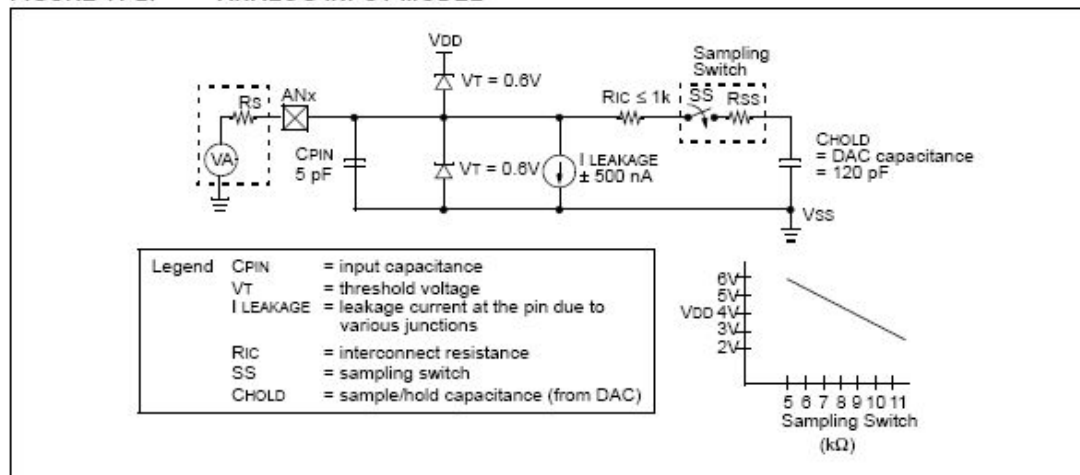 VDD
Sampling
Switch
VT = 0.6V
RS
ANx
RIC ≤ 1k
SS
RSS
VA
CPIN
5 pF
VT = 0.6V
I LEAKAGE
± 500 nA
CHOLD
= DAC capacitance
= 120 pF
VSS
Legend CPIN = input capacitance
VT = threshold voltage
I LEAKAGE = leakage current at the pin due to
various junctions
RIC = interconnect resistance
SS = sampling switch
CHOLD = sample/hold capacitance (from DAC)
6V
5V
VDD 4V
3V
2V
5 6 7 8 9 10 11
Sampling Switch
(kΩ)